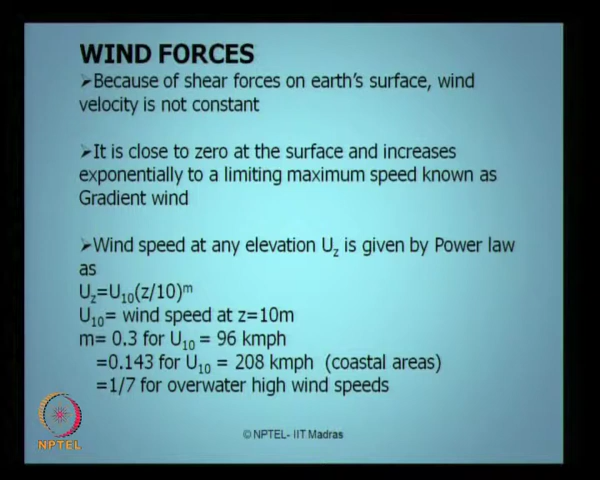 WIND FORCES
➢Because of shear forces on earth's surface, wind
velocity is not constant
➢It is close to zero at the surface and increases
exponentially to a limiting maximum speed known as
Gradient wind
➢Wind speed at any elevation Uz is given by Power law
as
Uz=U10(z/10)^m
U10= wind speed at z=10m
m= 0.3 for U10 = 96 kmph
=0.143 for U10 = 208 kmph (coastal areas)
=1/7 for overwater high wind speeds
NPTEL
© NPTEL- IIT Madras